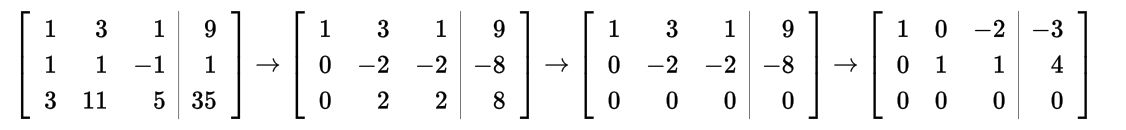 [ 1 3 1 | 9 ] → [ 1 3 1 | 9 ] → [ 1 3 1 | 9 ] → [ 1 0 −2 | −3 ]
[ 1 1 −1 | 1 ] → [ 0 −2 −2 | −8 ] → [ 0 −2 −2 | −8 ] → [ 0 1 1 | 4 ]
[ 3 11 5 | 35 ] → [ 0 2 2 | 8 ] → [ 0 0 0 | 0 ] → [ 0 0 0 | 0 ]